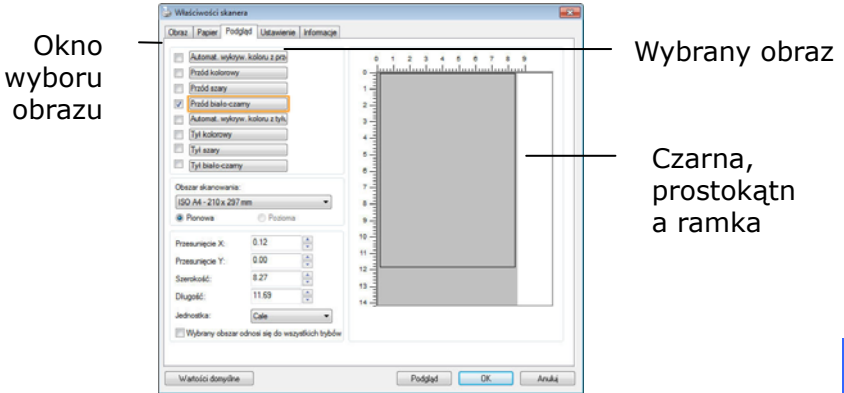 Właściwości skanera
Obraz Papier Podgląd Ustawienie Informacje
Okno
wyboru
obrazu
Automat. wykryw. koloru z prz
Przód kolorowy
Przód szary
Przód biało-czarny
Automat. wykryw. koloru z tyłu
Tył kolorowy
Tył szary
Tył biało-czarny
Obszar skanowania:
ISO A4 - 210 x 297 mm
Pionowa Pozioma
Przesunięcie X: 0.12
Przesunięcie Y: 0.00
Szerokość: 8.27
Długość: 11.69
Jednostka: Cale
Wybrany obszar odnosi się do wszystkich trybów
0 1 2 3 4 5 6 7 8 9
0
1
2
3
4
5
6
7
8
9
10
11
12
13
14
Wybrany obraz
Czarna,
prostokątn
a ramka
Wartości domyślne Podgląd OK Anuluj